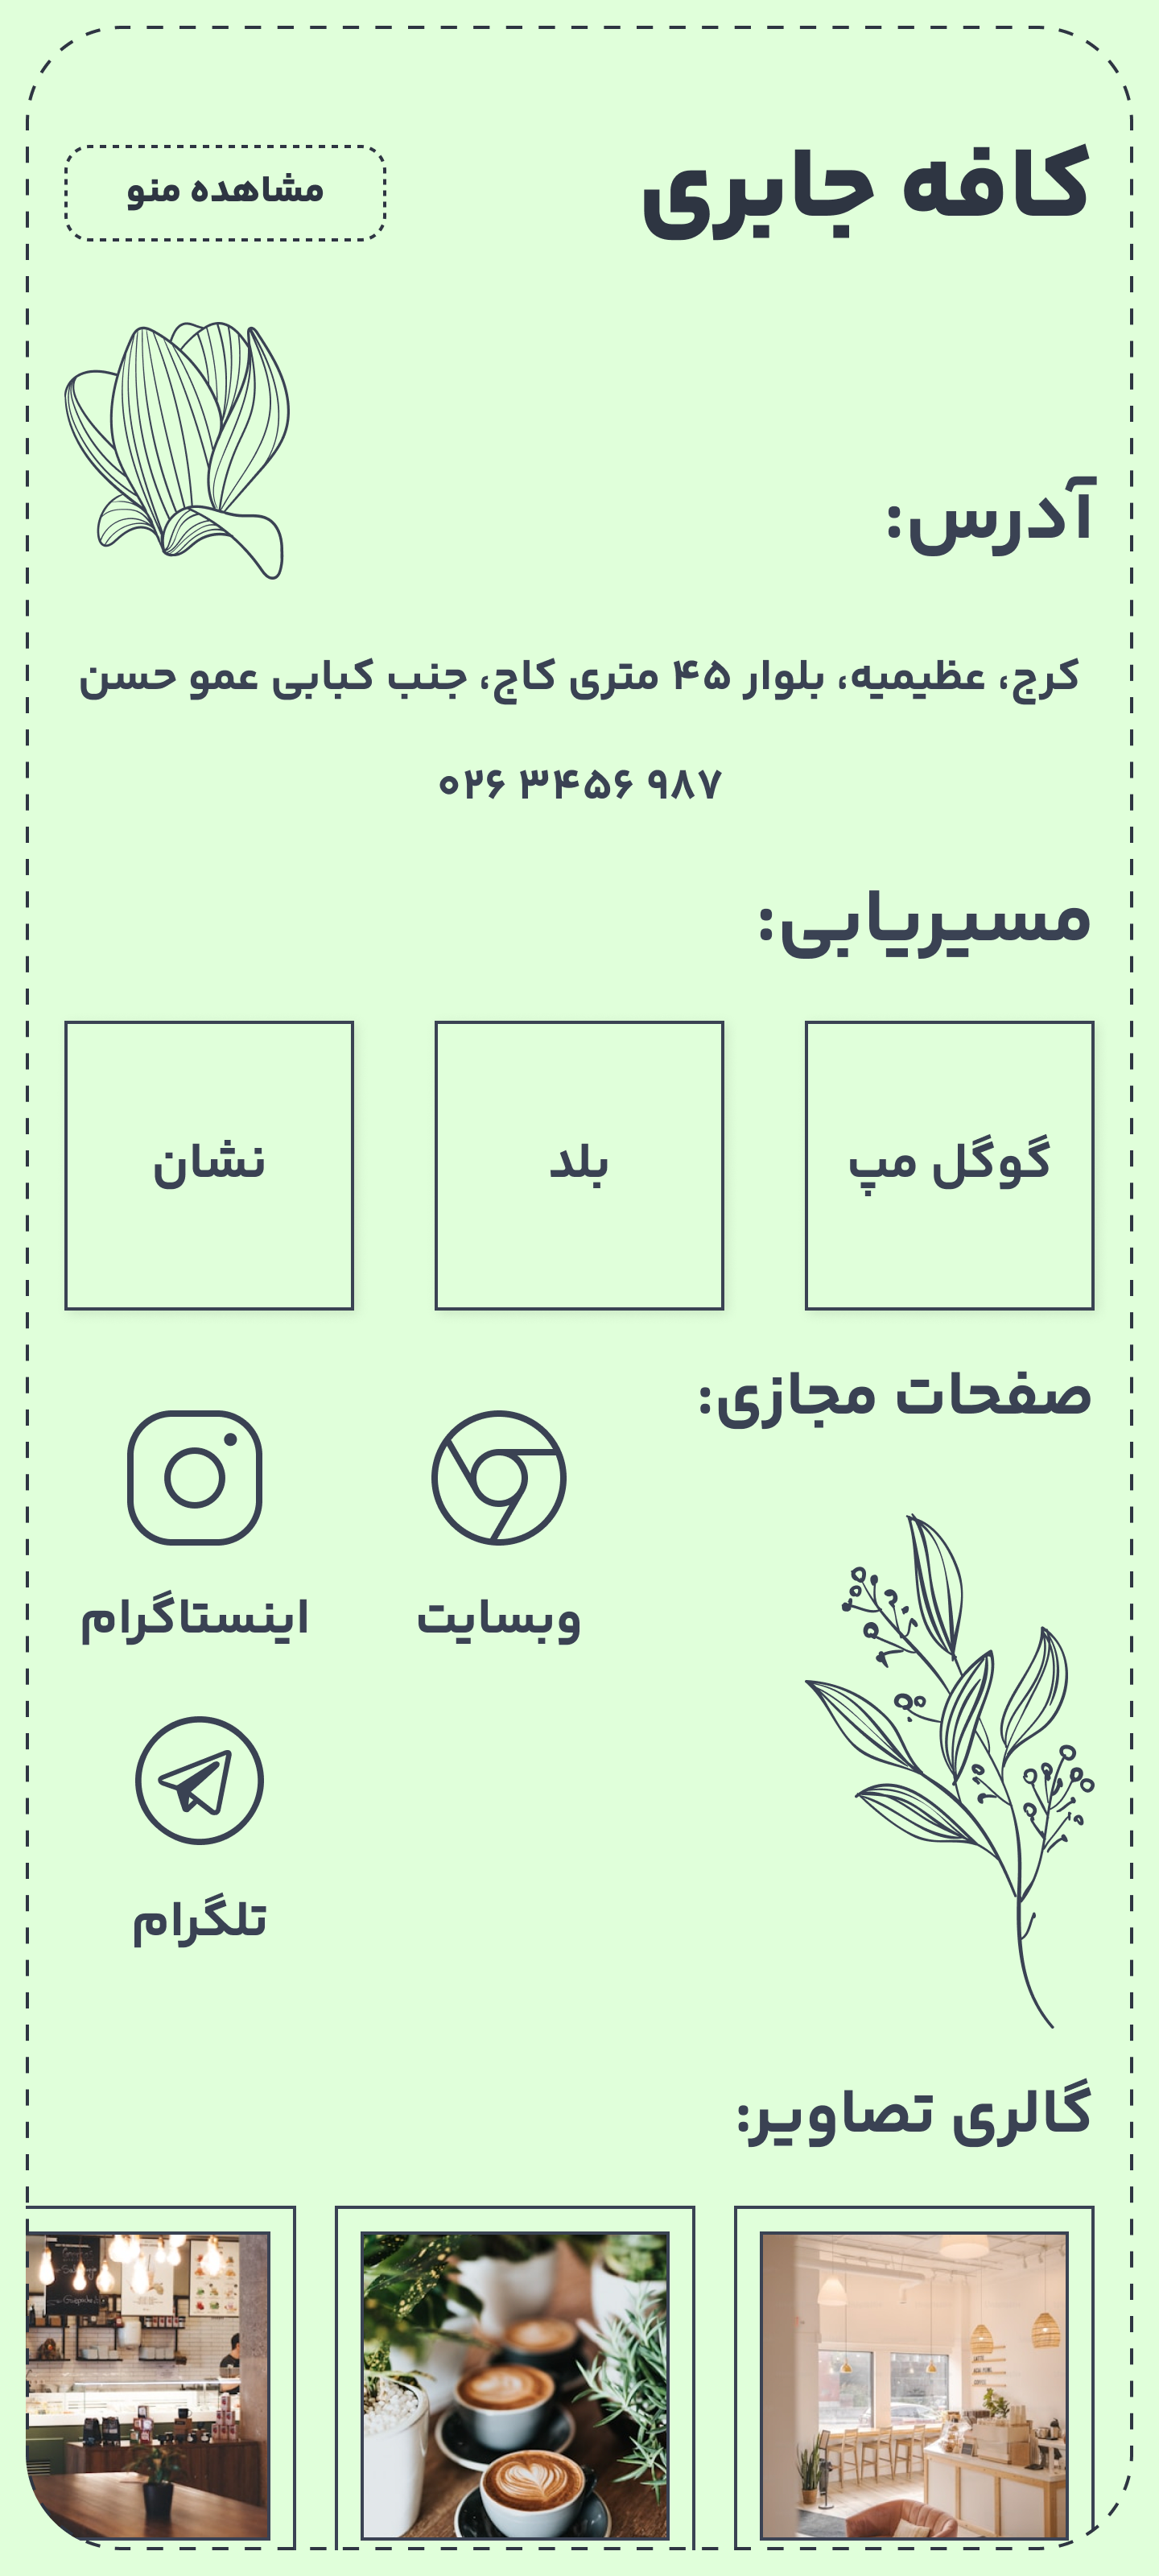 کافه جابری
مشاهده منو
آدرس:
کرج، عظیمیه، بلوار ۴۵ متری کاج، جنب کبابی عمو حسن
۰۲۶ ۳۴۵۶ ۹۸۷
مسیریابی:
گوگل مپ
بلد
نشان
صفحات مجازی:
وبسایت
اینستاگرام
تلگرام
گالری تصاویر: